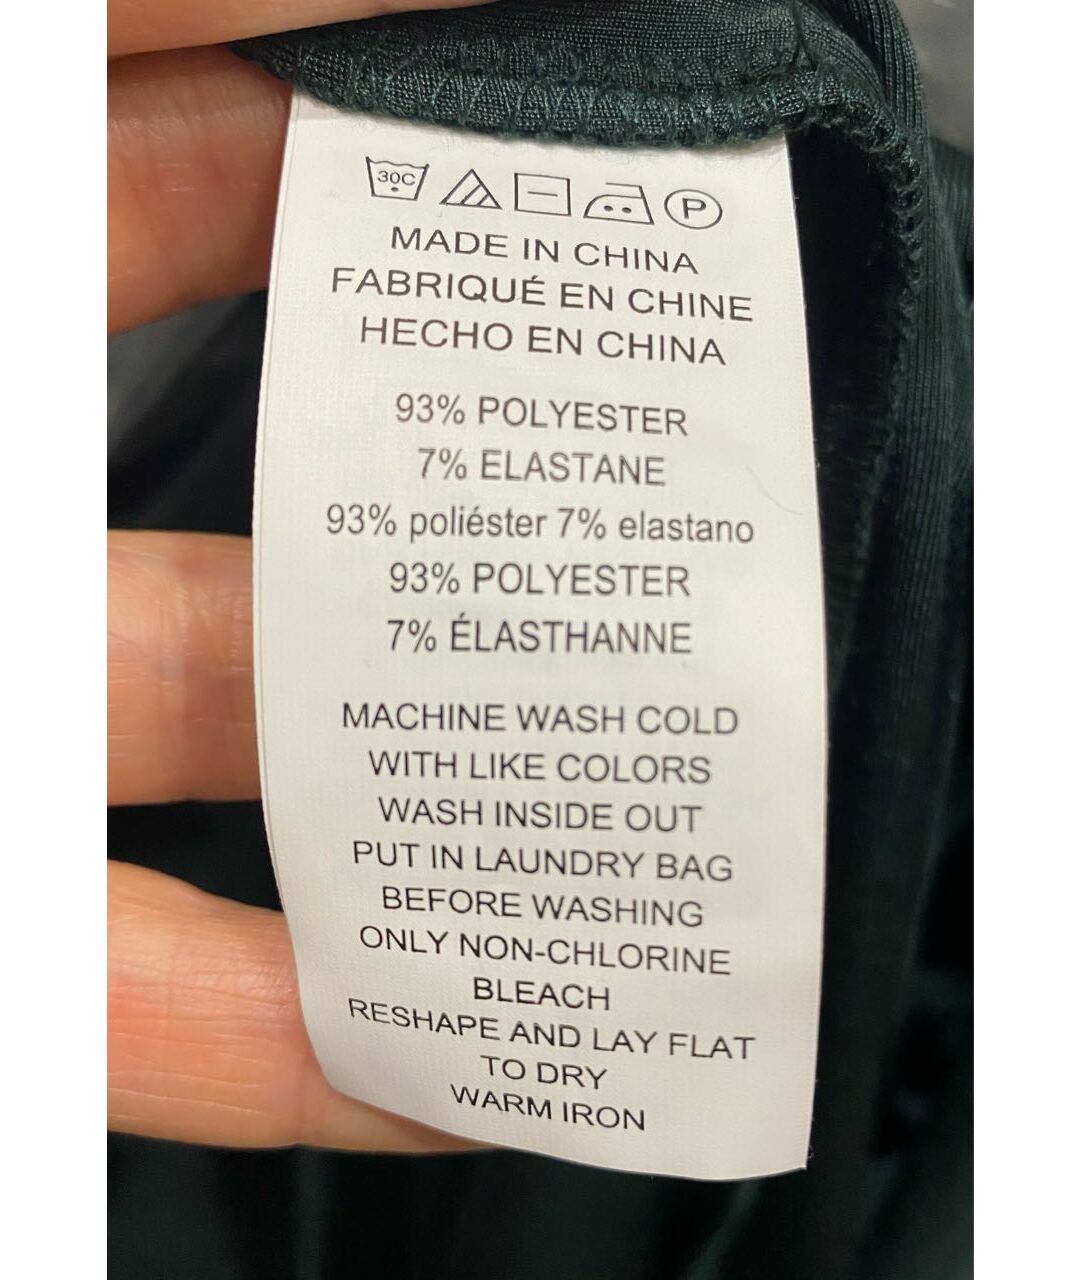 30C
P
MADE IN CHINA
FABRIQUÉ EN CHINE
HECHO EN CHINA
93% POLYESTER
7% ELASTANE
93% poliéster 7% elastano
93% POLYESTER
7% ÉLASTHANNE
MACHINE WASH COLD
WITH LIKE COLORS
WASH INSIDE OUT
PUT IN LAUNDRY BAG
BEFORE WASHING
ONLY NON-CHLORINE
BLEACH
RESHAPE AND LAY FLAT
TO DRY
WARM IRON